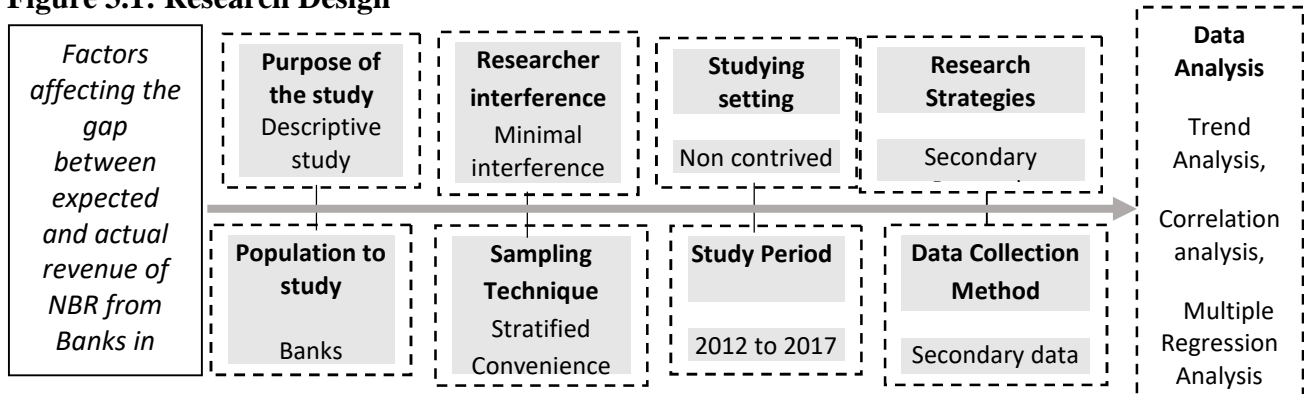 Figure 3.1: Research Design
Factors
affecting the
gap
between
expected
and actual
revenue of
NBR from
Banks in
Purpose of
the study
Descriptive
study
Researcher
interference
Minimal
interference
Studying
setting
Non contrived
Research
Strategies
Secondary
Population to
study
Banks
Sampling
Technique
Stratified
Convenience
Study Period
2012 to 2017
Data Collection
Method
Secondary data
Data
Analysis
Trend
Analysis,
Correlation
analysis,
Multiple
Regression
Analysis